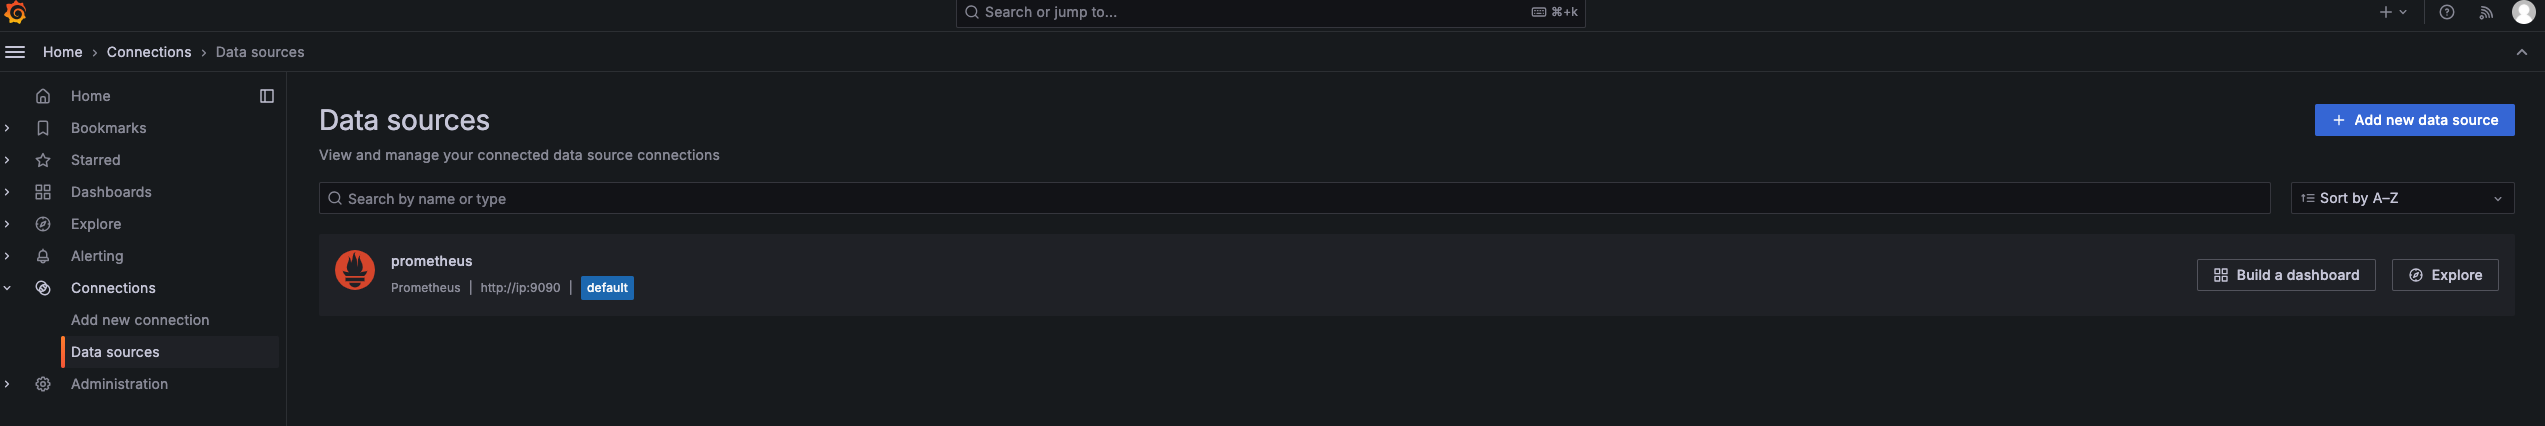 Search or jump to...
⌘+k
Home › Connections › Data sources
Home
Bookmarks
Starred
Dashboards
Explore
Alerting
Connections
Add new connection
Data sources
Administration
Data sources
Add new data source
View and manage your connected data source connections
Search by name or type
Sort by A–Z
prometheus
Prometheus | http://ip:9090 | default
Build a dashboard
Explore